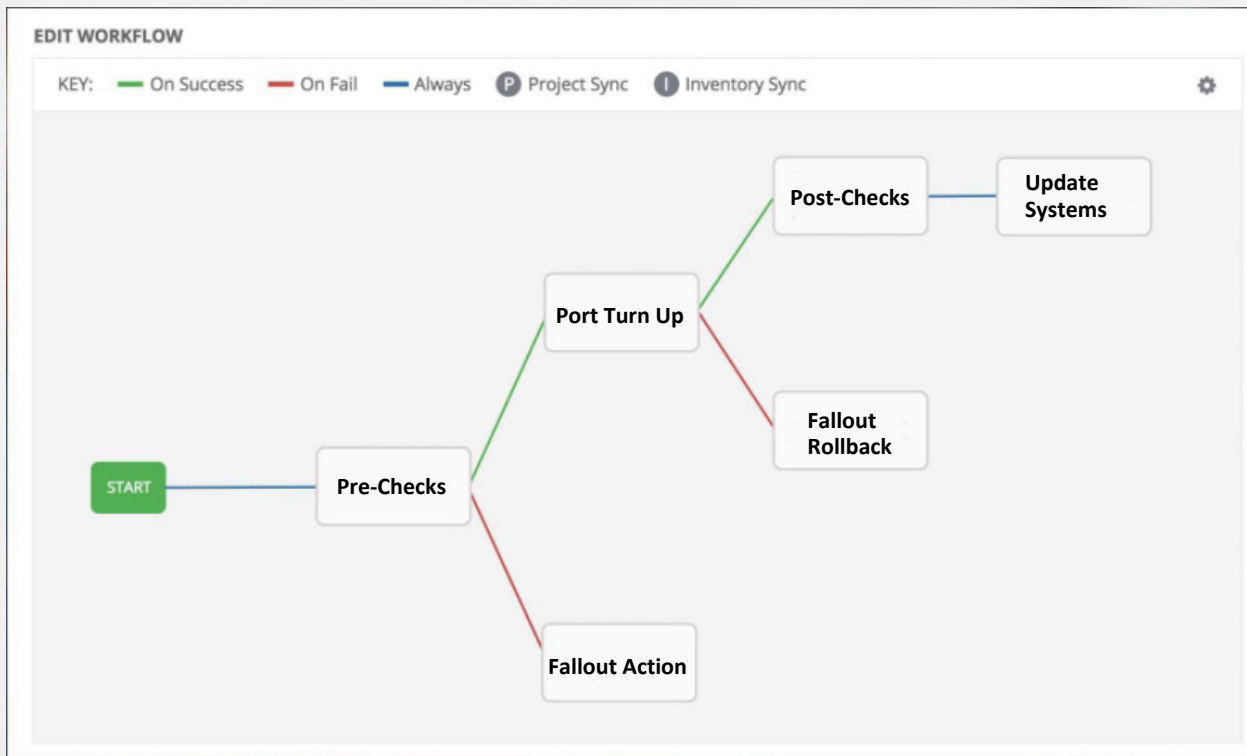 EDIT WORKFLOW
KEY: On Success On Fail Always P Project Sync I Inventory Sync
Post-Checks
Update
Systems
Port Turn Up
Fallout
Rollback
START
Pre-Checks
Fallout Action